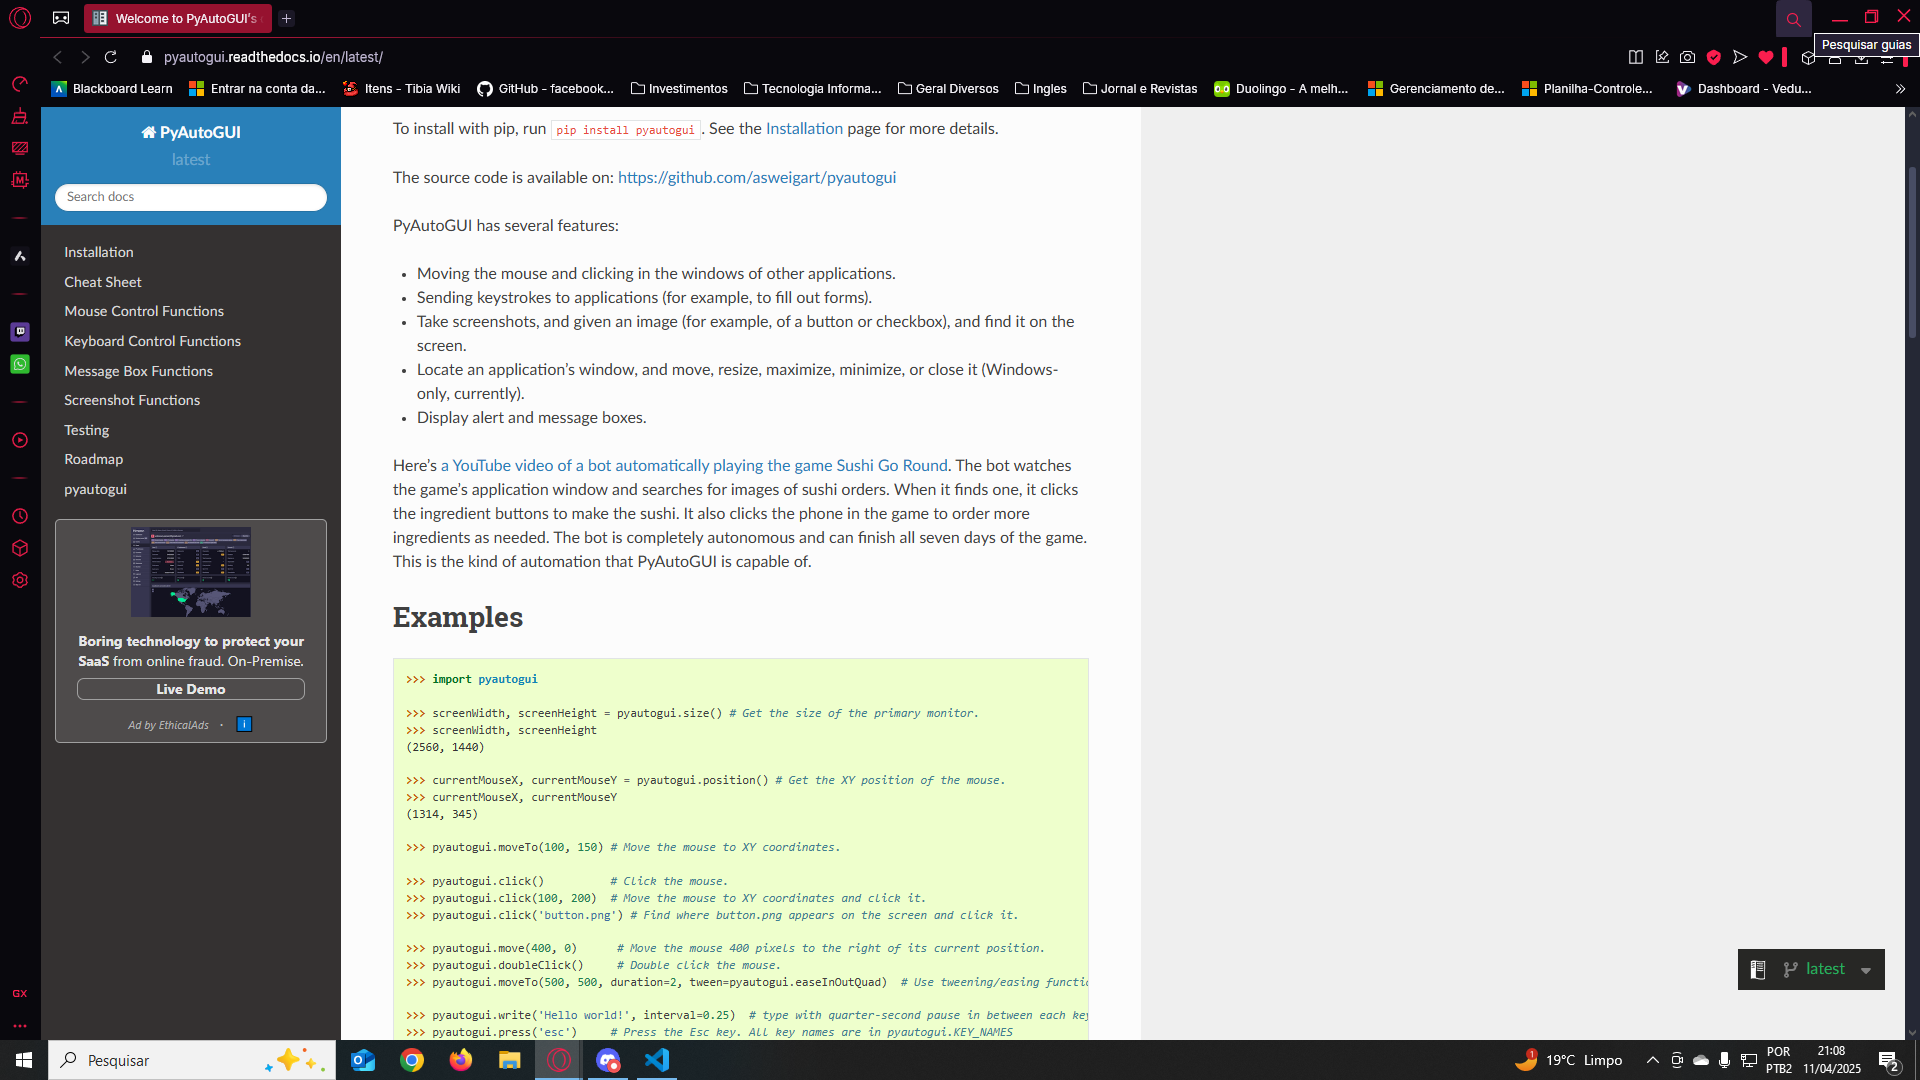 Welcome to PyAutoGUI's
Pesquisar guias
pyautogui.readthedocs.io/en/latest/
Blackboard Learn
Entrar na conta da...
Itens - Tibia Wiki
GitHub - facebook...
Investimentos
Tecnologia Informa...
Geral Diversos
Ingles
Jornal e Revistas
Duolingo - A melh...
Gerenciamento de...
Planilha-Controle...
Dashboard - Vedu...
PyAutoGUI
latest
Search docs
Installation
Cheat Sheet
Mouse Control Functions
Keyboard Control Functions
Message Box Functions
Screenshot Functions
Testing
Roadmap
pyautogui
Boring technology to protect your
SaaS from online fraud. On-Premise.
Live Demo
Ad by EthicalAds ·
To install with pip, run pip install pyautogui. See the Installation page for more details.
The source code is available on: https://github.com/asweigart/pyautogui
PyAutoGUI has several features:
• Moving the mouse and clicking in the windows of other applications.
• Sending keystrokes to applications (for example, to fill out forms).
• Take screenshots, and given an image (for example, of a button or checkbox), and find it on the
screen.
• Locate an application's window, and move, resize, maximize, minimize, or close it (Windows-
only, currently).
• Display alert and message boxes.
Here's a YouTube video of a bot automatically playing the game Sushi Go Round. The bot watches
the game's application window and searches for images of sushi orders. When it finds one, it clicks
the ingredient buttons to make the sushi. It also clicks the phone in the game to order more
ingredients as needed. The bot is completely autonomous and can finish all seven days of the game.
This is the kind of automation that PyAutoGUI is capable of.
Examples
>>> import pyautogui
>>> screenWidth, screenHeight = pyautogui.size() # Get the size of the primary monitor.
>>> screenWidth, screenHeight
(2560, 1440)
>>> currentMouseX, currentMouseY = pyautogui.position() # Get the XY position of the mouse.
>>> currentMouseX, currentMouseY
(1314, 345)
>>> pyautogui.moveTo(100, 150) # Move the mouse to XY coordinates.
>>> pyautogui.click() # Click the mouse.
>>> pyautogui.click(100, 200) # Move the mouse to XY coordinates and click it.
>>> pyautogui.click('button.png') # Find where button.png appears on the screen and click it.
>>> pyautogui.move(400, 0) # Move the mouse 400 pixels to the right of its current position.
>>> pyautogui.doubleClick() # Double click the mouse.
>>> pyautogui.moveTo(500, 500, duration=2, tween=pyautogui.easeInOutQuad) # Use tweening/easing functio
>>> pyautogui.write('Hello world!', interval=0.25) # type with quarter-second pause in between each key
>>> pyautogui.press('esc') # Press the Esc key. All key names are in pyautogui.KEY_NAMES
latest
GX
Pesquisar
1
19°C Limpo
POR
PTB2
21:08
11/04/2025
2